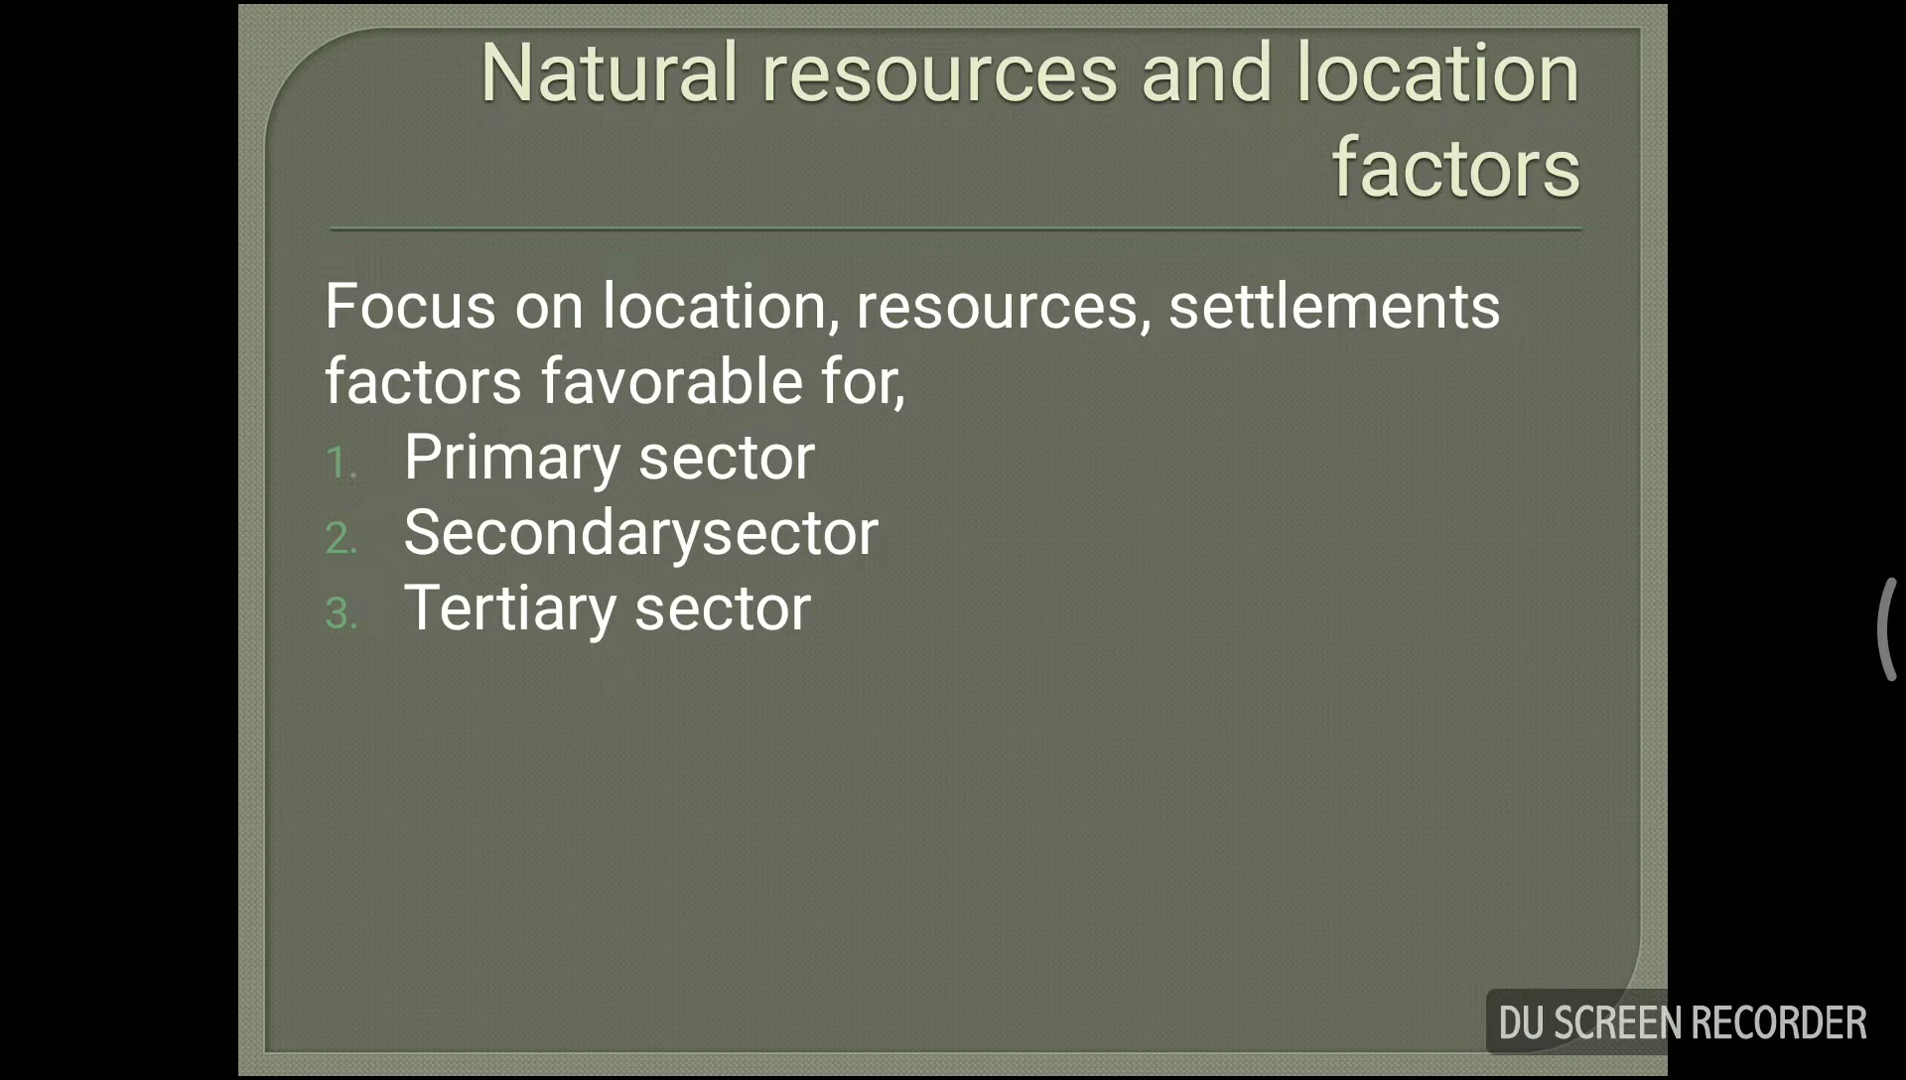 Natural resources and location
factors
Focus on location, resources, settlements
factors favorable for,
1. Primary sector
2. Secondarysector
3. Tertiary sector
DU SCREEN RECORDER